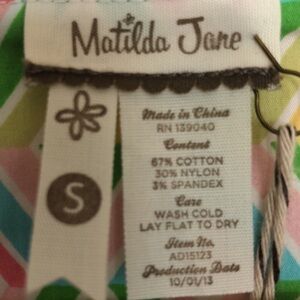 Matilda Jane
S
Made in China
RN 139040
Content
67% COTTON
30% NYLON
3% SPANDEX
Care
WASH COLD
LAY FLAT TO DRY
Item No.
AD15123
Production Date
10/01/13